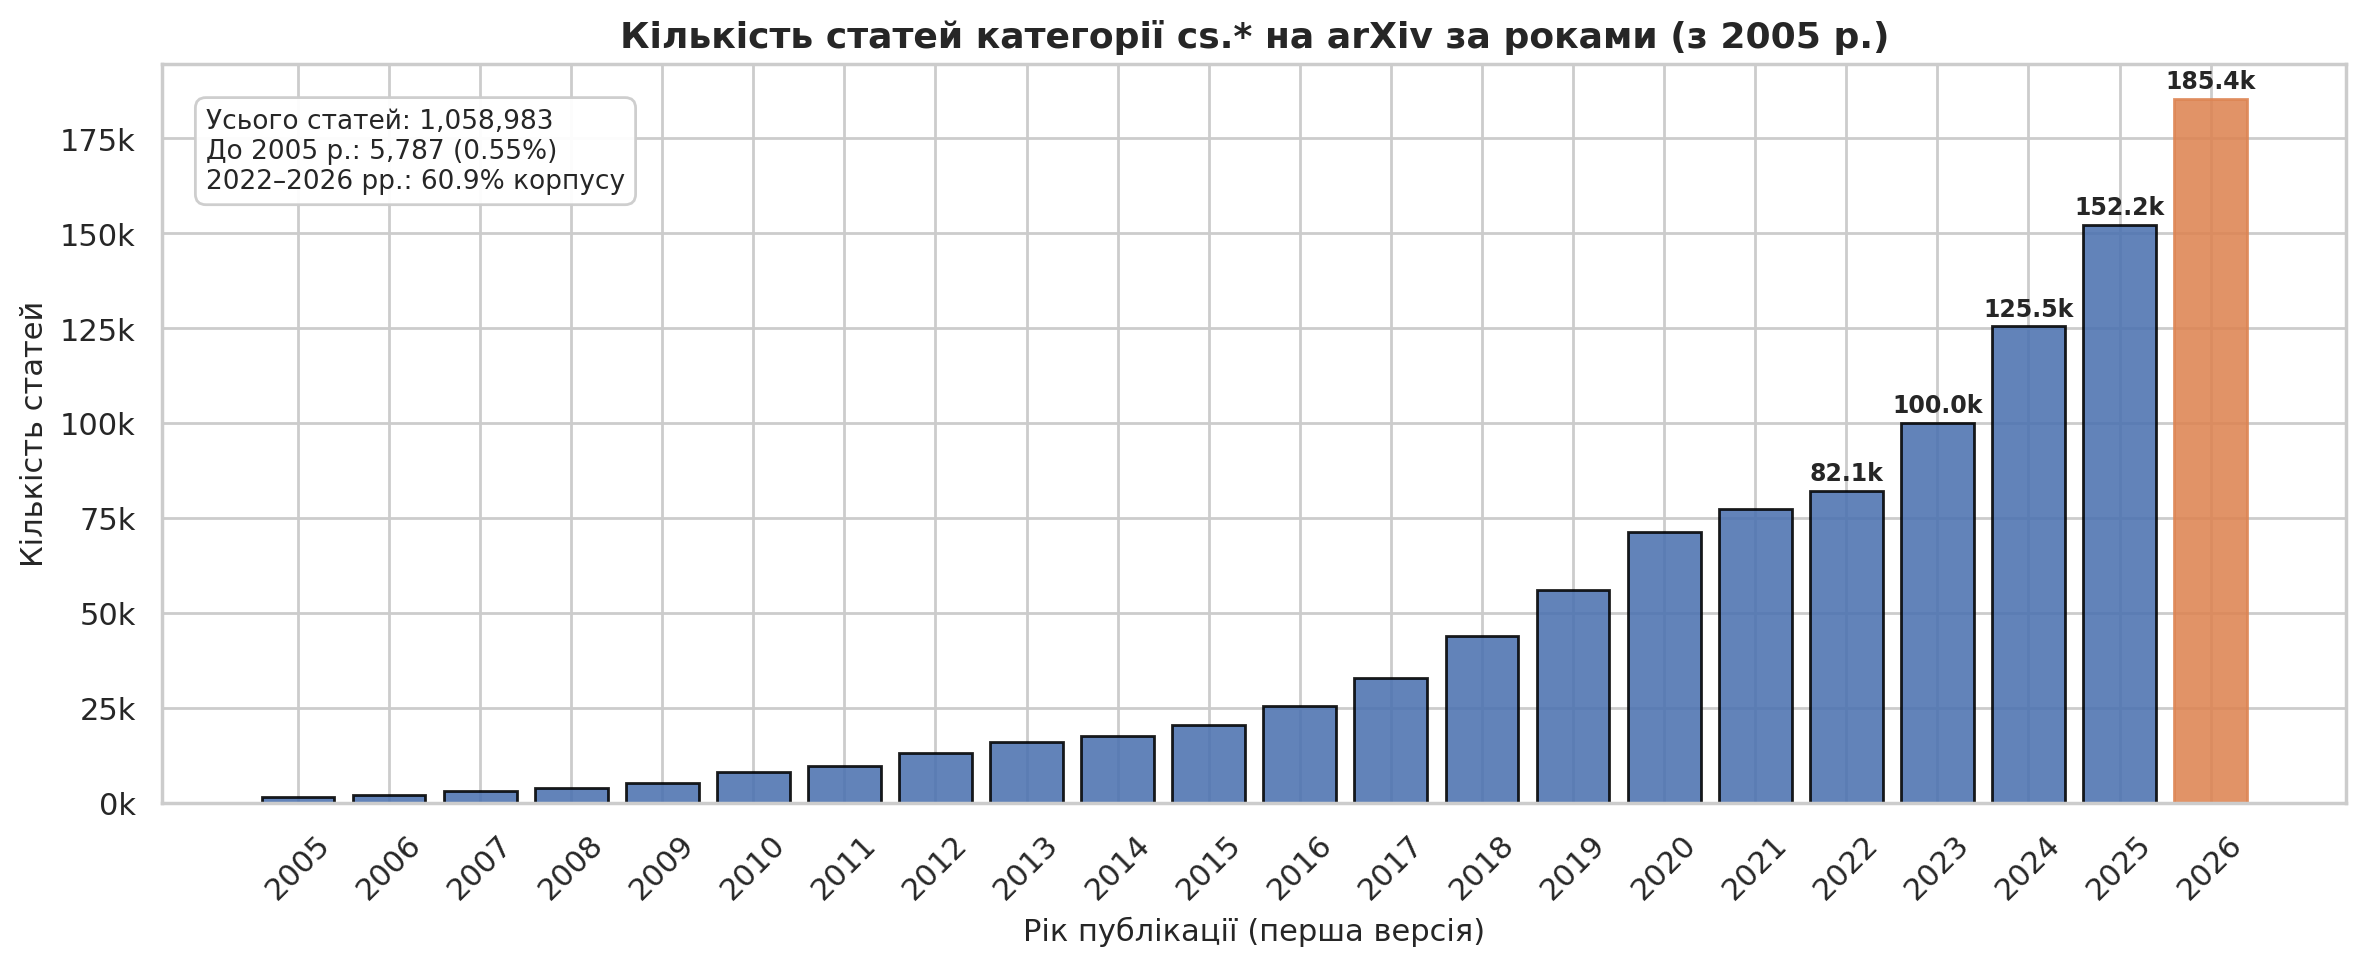 Кількість статей категорії cs.* на arXiv за роками (з 2005 р.)
Усього статей: 1,058,983
До 2005 р.: 5,787 (0.55%)
2022–2026 рр.: 60.9% корпусу
Кількість статей
175k
150k
125k
100k
75k
50k
25k
0k
82.1k
100.0k
125.5k
152.2k
185.4k
2005
2006
2007
2008
2009
2010
2011
2012
2013
2014
2015
2016
2017
2018
2019
2020
2021
2022
2023
2024
2025
2026
Рік публікації (перша версія)